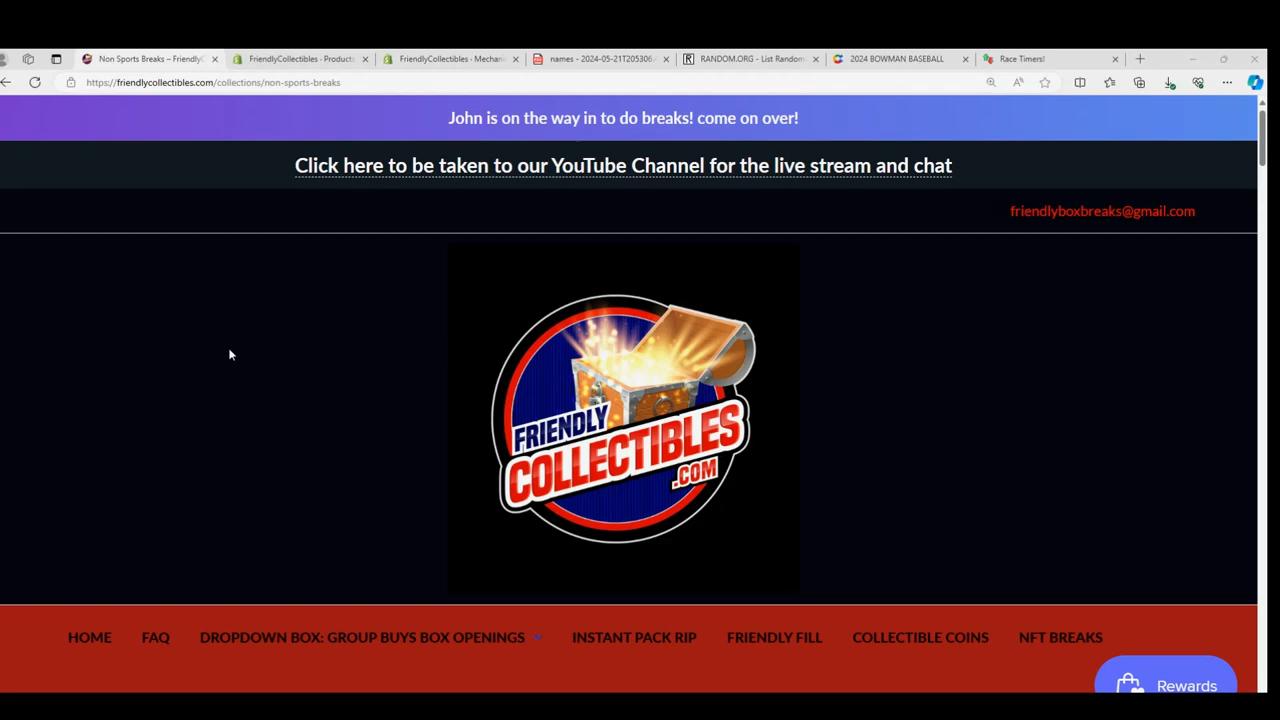 Non Sports Breaks – FriendlyC
FriendlyCollectibles · Products
FriendlyCollectibles · Mechan
names - 2024-05-21T205306.
RANDOM.ORG - List Random
2024 BOWMAN BASEBALL
Race Timers!
https://friendlycollectibles.com/collections/non-sports-breaks
John is on the way in to do breaks! come on over!
Click here to be taken to our YouTube Channel for the live stream and chat
friendlyboxbreaks@gmail.com
FRIENDLY
COLLECTIBLES
.COM
HOME
FAQ
DROPDOWN BOX: GROUP BUYS BOX OPENINGS
INSTANT PACK RIP
FRIENDLY FILL
COLLECTIBLE COINS
NFT BREAKS
Rewards